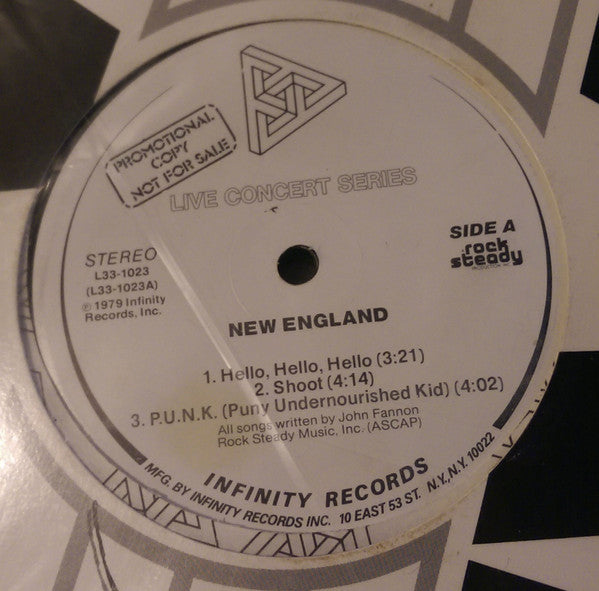 PROMOTIONAL
COPY
NOT FOR SALE
LIVE CONCERT SERIES
STEREO
L33-1023
(L33-1023A)
℗ 1979 Infinity
Records, Inc.
SIDE A
rock
steady
NEW ENGLAND
1. Hello, Hello, Hello (3:21)
2. Shoot (4:14)
3. P.U.N.K. (Puny Undernourished Kid) (4:02)
All songs written by John Fannon
Rock Steady Music, Inc. (ASCAP)
INFINITY RECORDS
MFG. BY INFINITY RECORDS INC. 10 EAST 53 ST. N.Y., N.Y. 10022